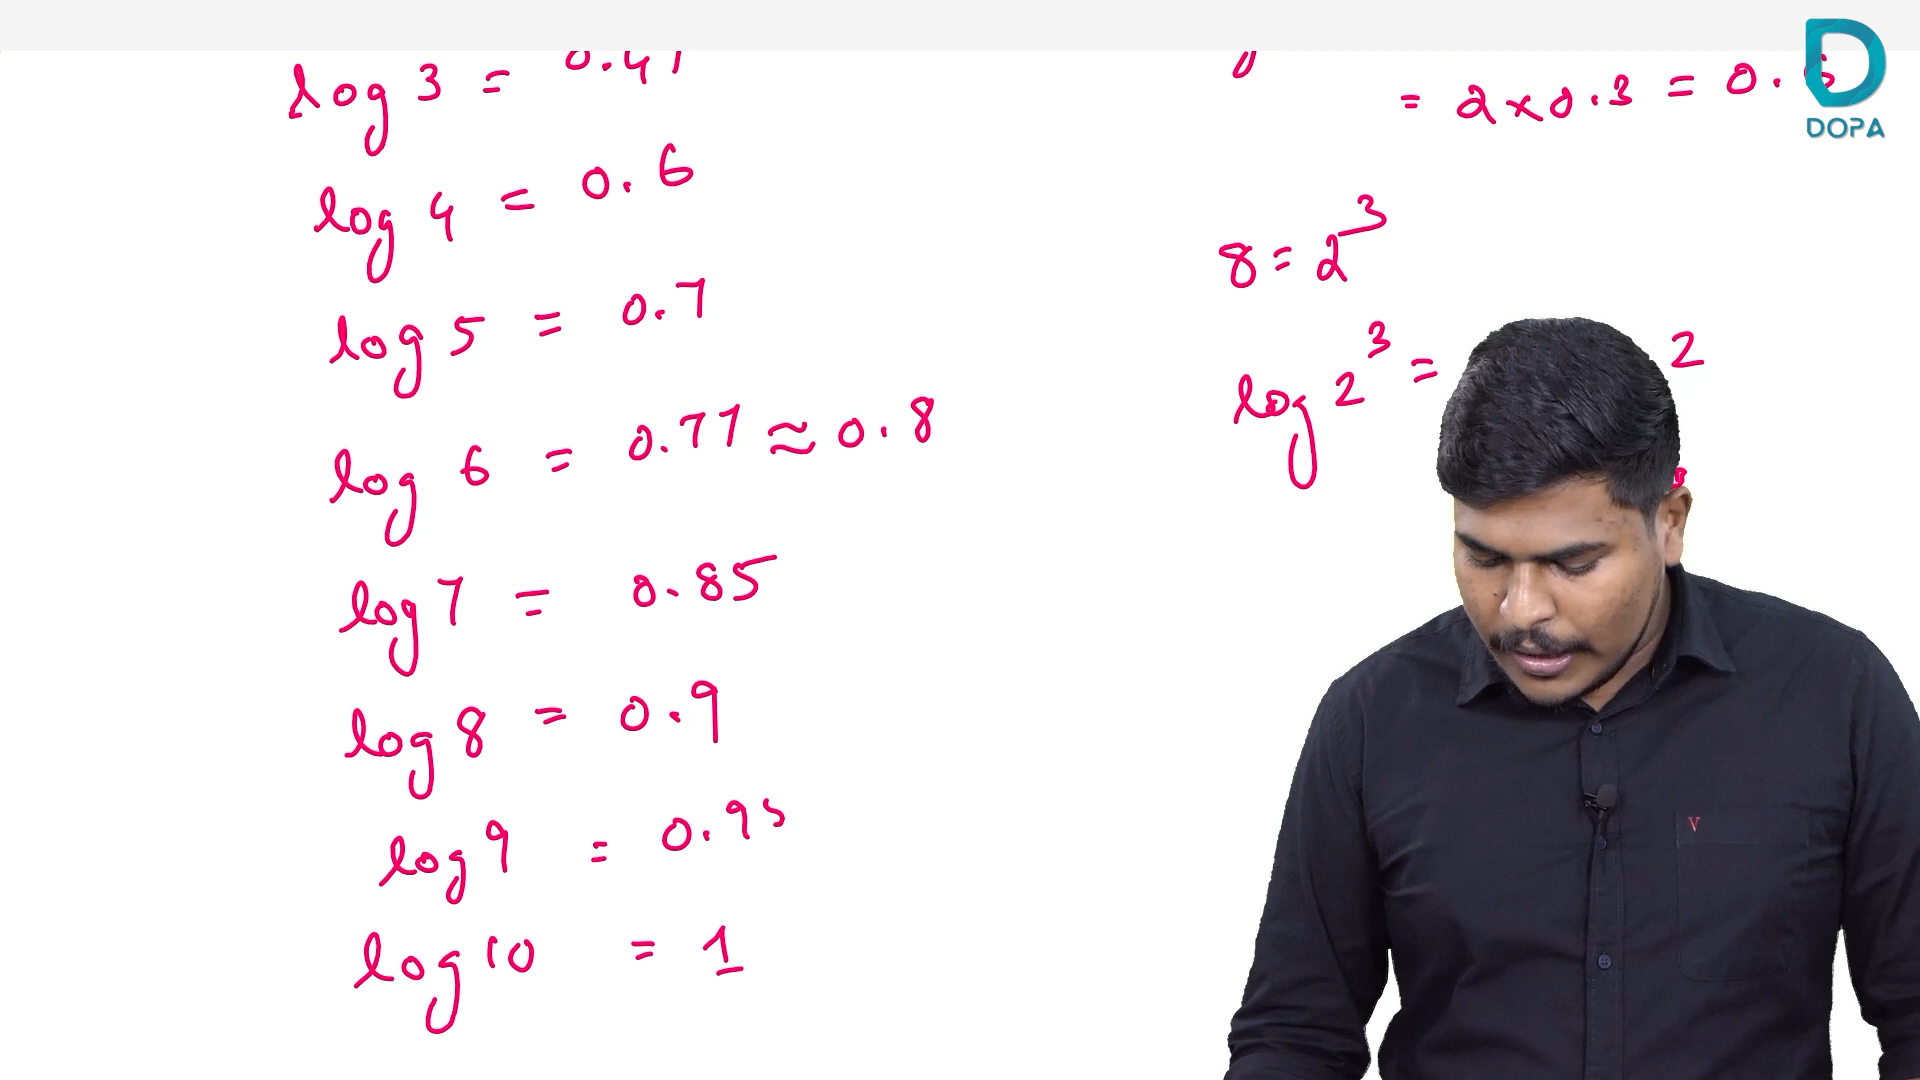 log 3 = 0.47
= 2 × 0.3 = 0.6
DOPA
log 4 = 0.6
8 = 2³
log 5 = 0.7
log 2³ = 2
log 6 = 0.77 ≈ 0.8
log 7 = 0.85
log 8 = 0.9
V
log 9 = 0.95
log 10 = 1